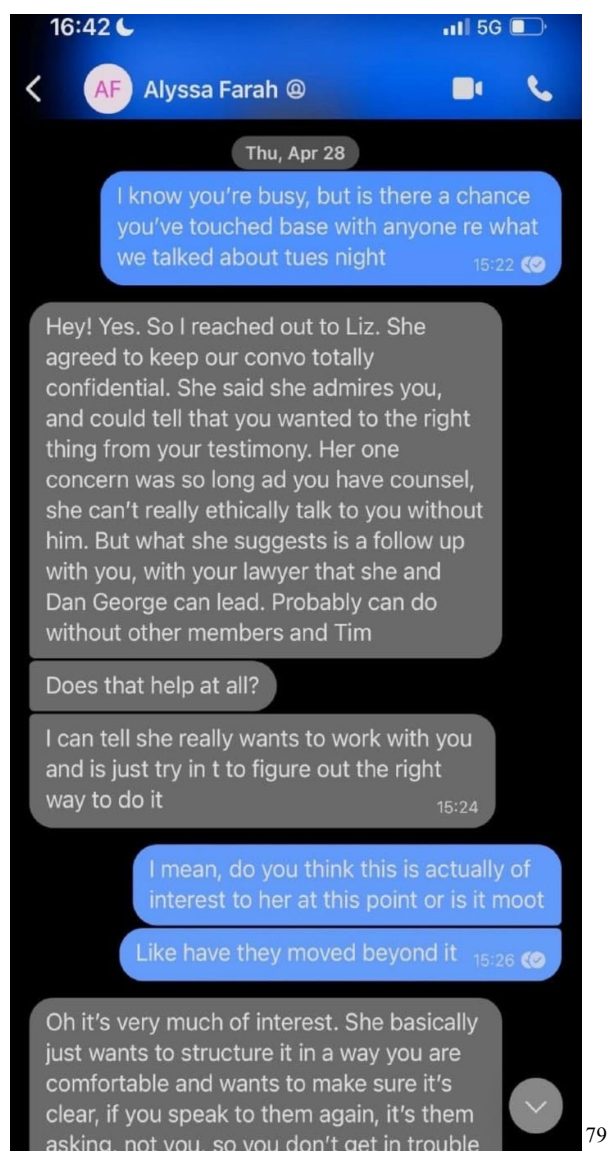 16:42
5G
AF Alyssa Farah @
Thu, Apr 28
I know you're busy, but is there a chance
you've touched base with anyone re what
we talked about tues night
15:22
Hey! Yes. So I reached out to Liz. She
agreed to keep our convo totally
confidential. She said she admires you,
and could tell that you wanted to the right
thing from your testimony. Her one
concern was so long ad you have counsel,
she can't really ethically talk to you without
him. But what she suggests is a follow up
with you, with your lawyer that she and
Dan George can lead. Probably can do
without other members and Tim
Does that help at all?
I can tell she really wants to work with you
and is just try in t to figure out the right
way to do it
15:24
I mean, do you think this is actually of
interest to her at this point or is it moot
Like have they moved beyond it
15:26
Oh it's very much of interest. She basically
just wants to structure it in a way you are
comfortable and wants to make sure it's
clear, if you speak to them again, it's them
asking, not you, so you don't get in trouble
79